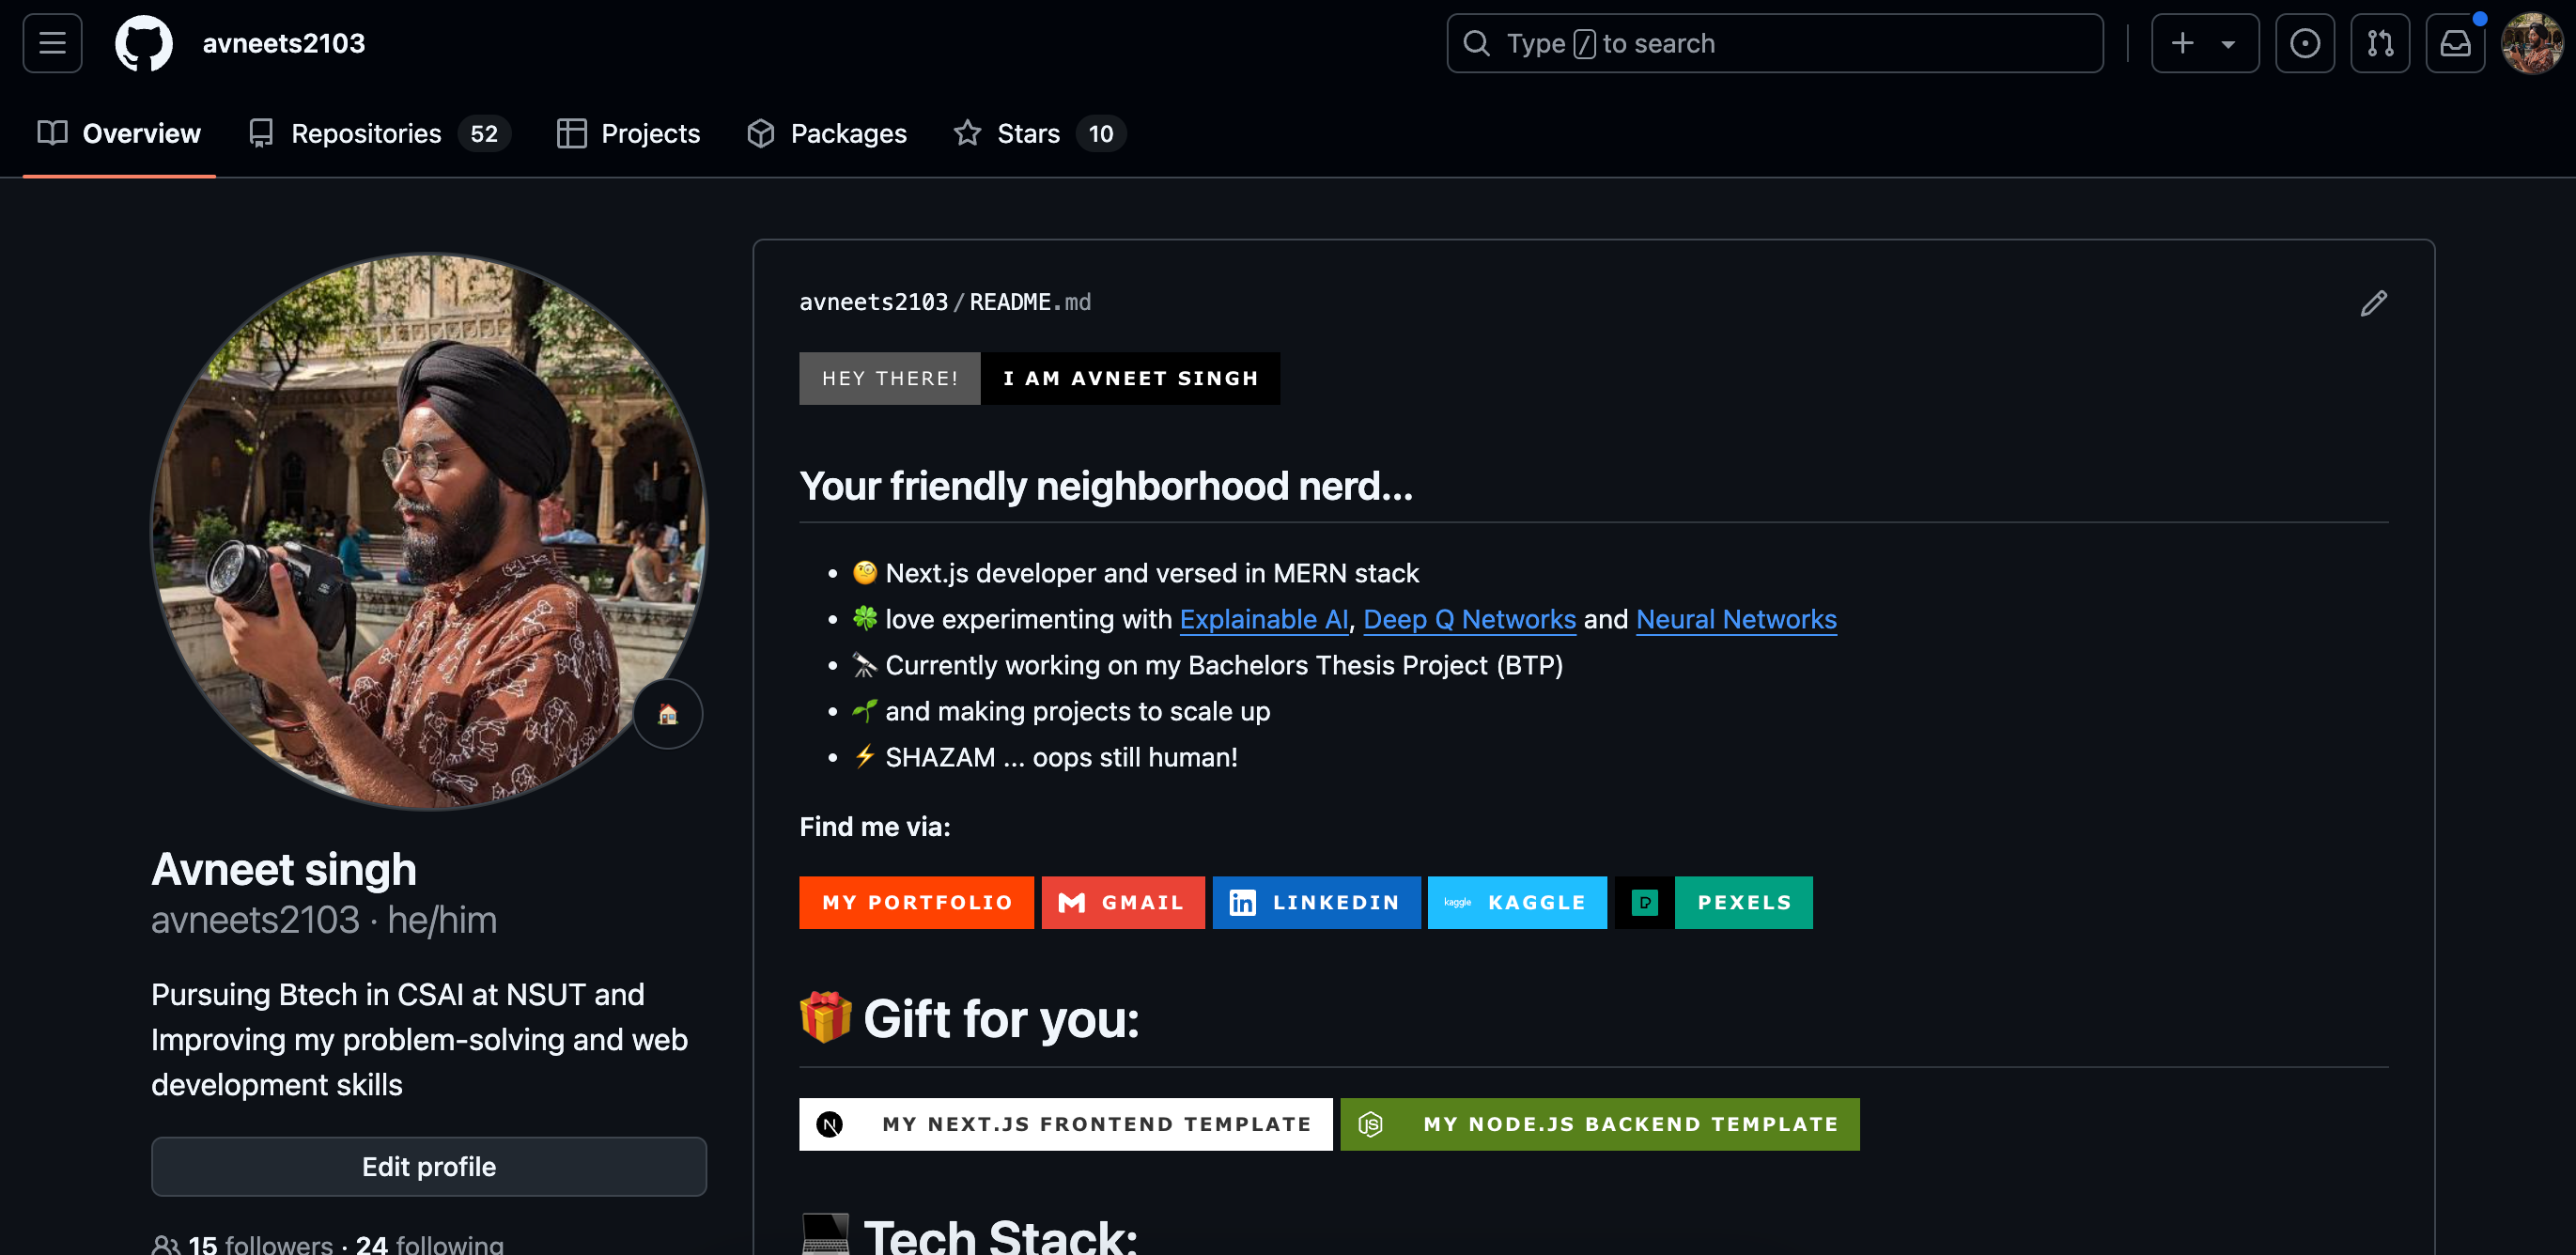 avneets2103
Type / to search
Overview
Repositories 52
Projects
Packages
Stars 10
avneets2103/README.md
HEY THERE! I AM AVNEET SINGH
Your friendly neighborhood nerd...
🧐 Next.js developer and versed in MERN stack
🍀 love experimenting with Explainable AI, Deep Q Networks and Neural Networks
🔭 Currently working on my Bachelors Thesis Project (BTP)
🌱 and making projects to scale up
⚡ SHAZAM ... oops still human!
Find me via:
MY PORTFOLIO
GMAIL
in LINKEDIN
kaggle KAGGLE
P PEXELS
🎁 Gift for you:
N MY NEXT.JS FRONTEND TEMPLATE
JS MY NODE.JS BACKEND TEMPLATE
💻 Tech Stack:
Avneet singh
avneets2103 · he/him
Pursuing Btech in CSAI at NSUT and
Improving my problem-solving and web
development skills
Edit profile
15 followers · 24 following